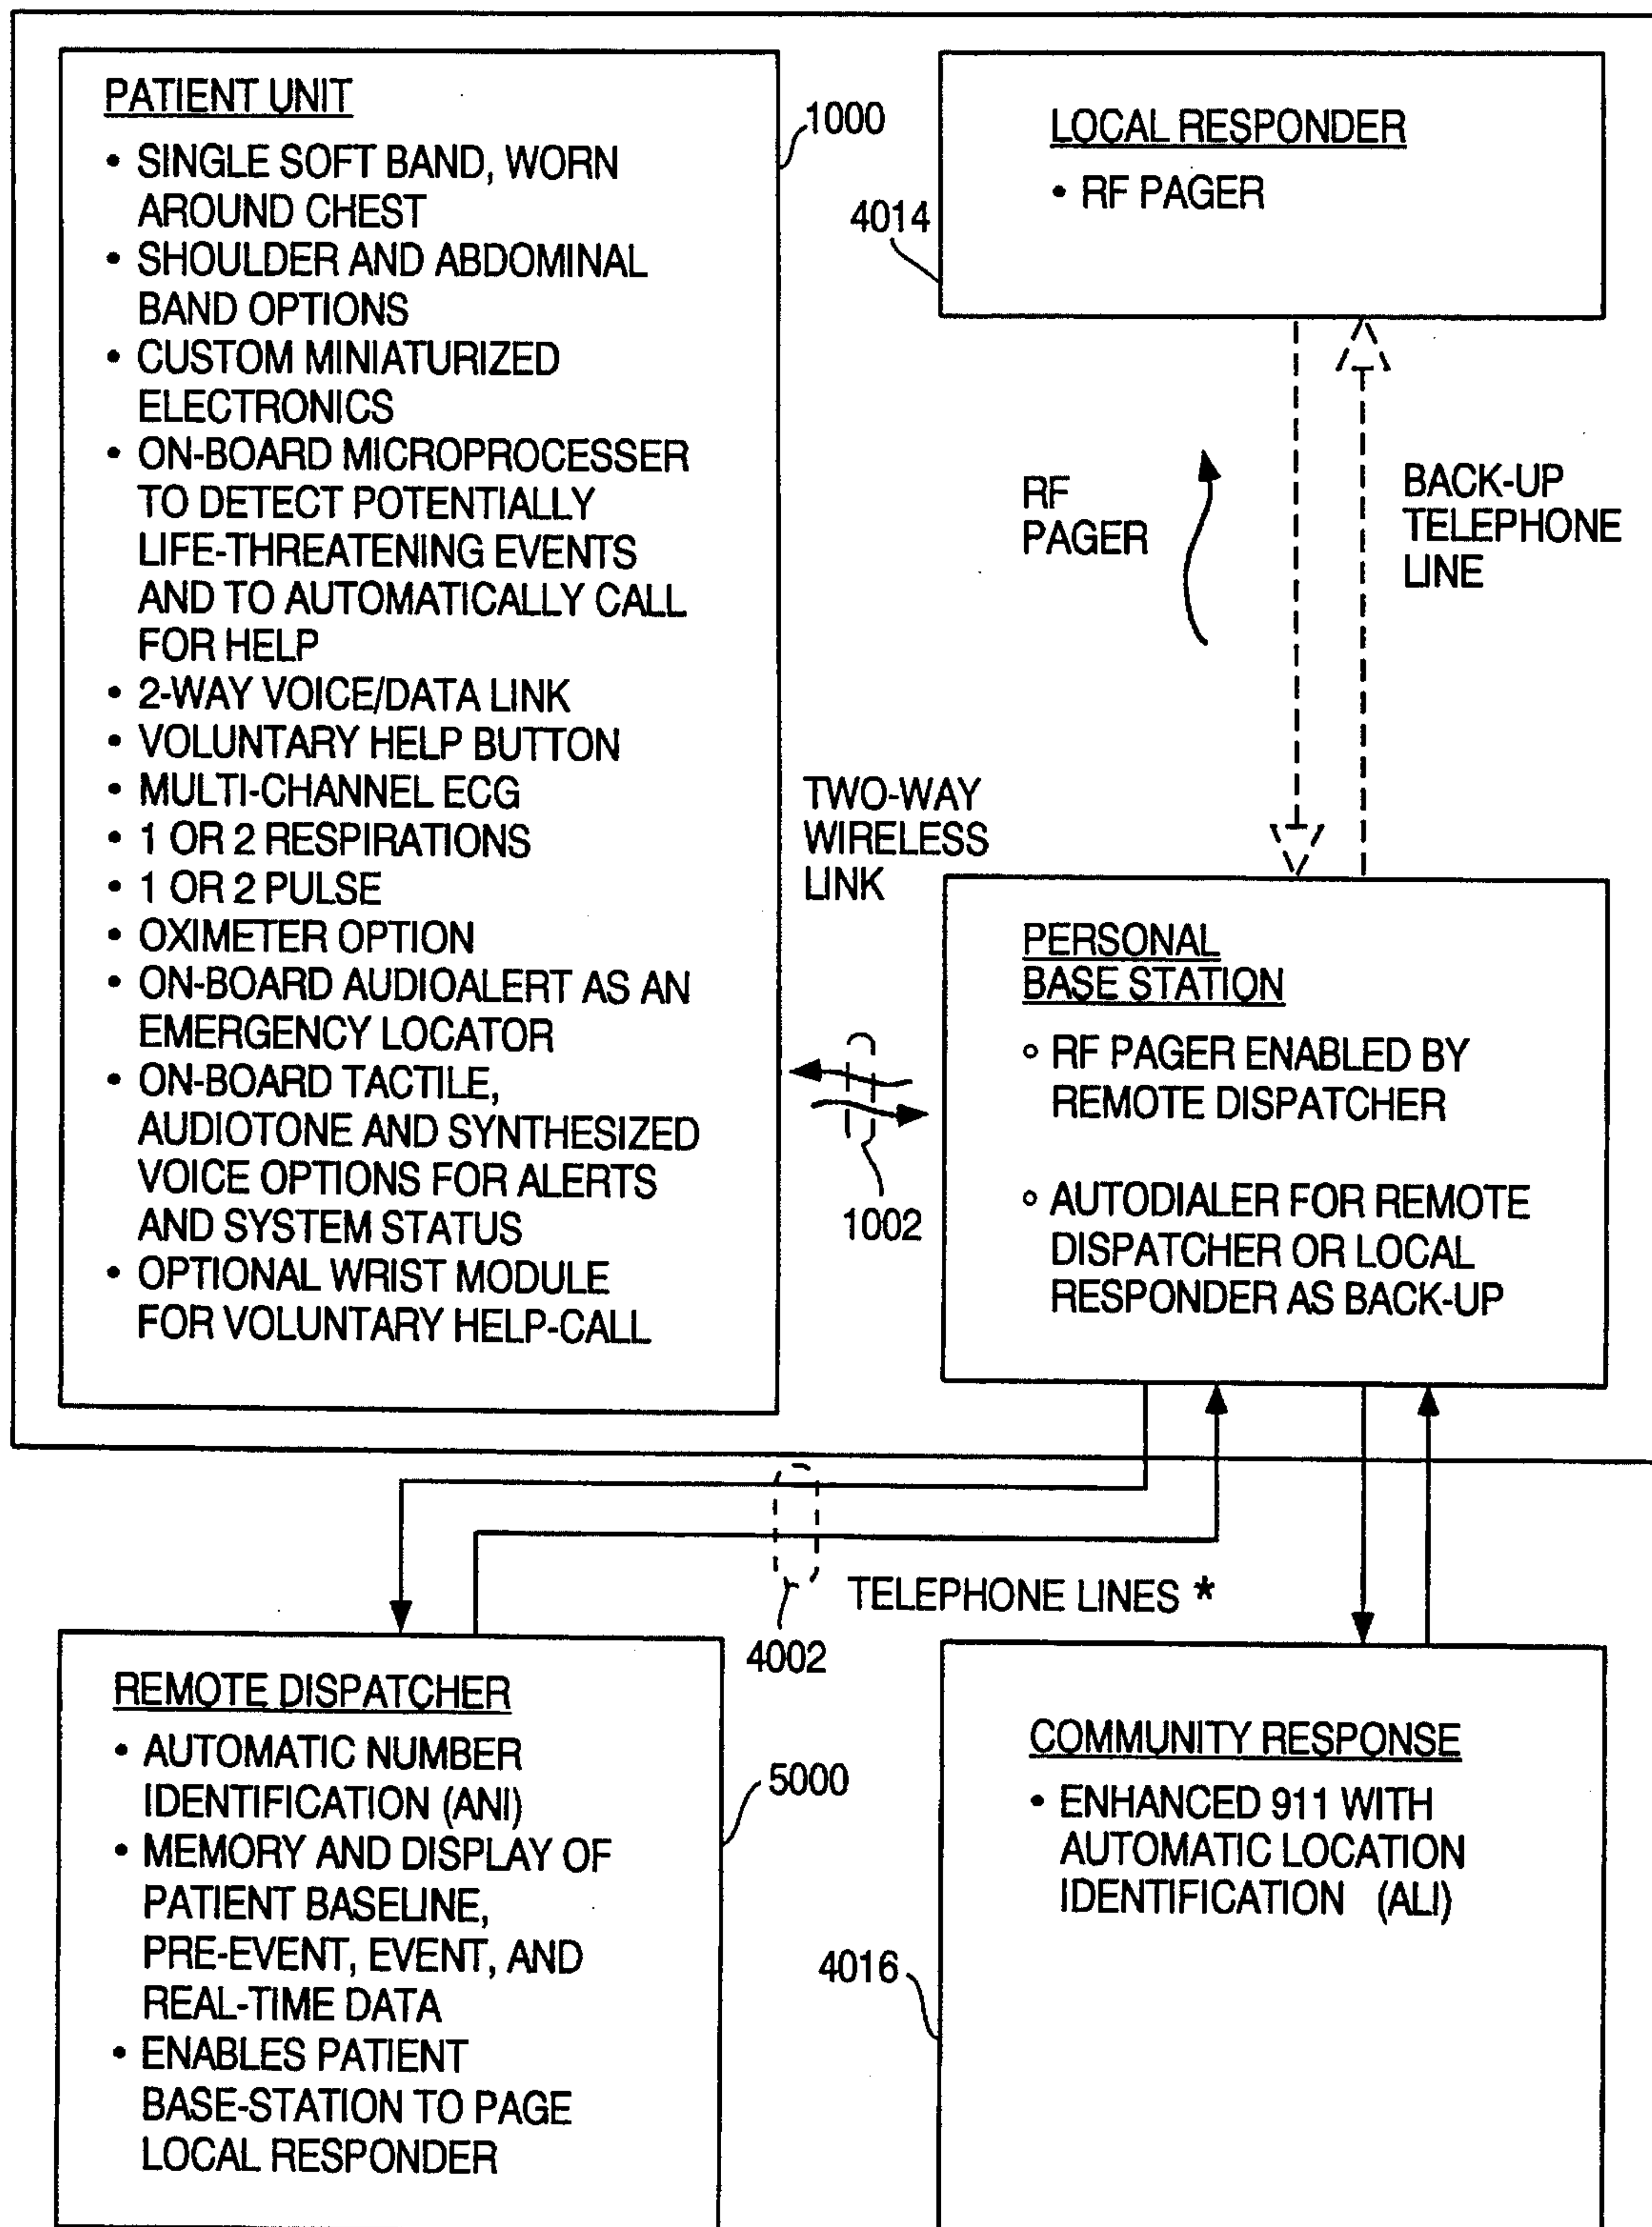 PATIENT UNIT
• SINGLE SOFT BAND, WORN
AROUND CHEST
• SHOULDER AND ABDOMINAL
BAND OPTIONS
• CUSTOM MINIATURIZED
ELECTRONICS
• ON-BOARD MICROPROCESSER
TO DETECT POTENTIALLY
LIFE-THREATENING EVENTS
AND TO AUTOMATICALLY CALL
FOR HELP
• 2-WAY VOICE/DATA LINK
• VOLUNTARY HELP BUTTON
• MULTI-CHANNEL ECG
• 1 OR 2 RESPIRATIONS
• 1 OR 2 PULSE
• OXIMETER OPTION
• ON-BOARD AUDIOALERT AS AN
EMERGENCY LOCATOR
• ON-BOARD TACTILE,
AUDIOTONE AND SYNTHESIZED
VOICE OPTIONS FOR ALERTS
AND SYSTEM STATUS
• OPTIONAL WRIST MODULE
FOR VOLUNTARY HELP-CALL
1000
LOCAL RESPONDER
• RF PAGER
4014
RF
PAGER
BACK-UP
TELEPHONE
LINE
TWO-WAY
WIRELESS
LINK
1002
PERSONAL
BASE STATION
○ RF PAGER ENABLED BY
REMOTE DISPATCHER
○ AUTODIALER FOR REMOTE
DISPATCHER OR LOCAL
RESPONDER AS BACK-UP
TELEPHONE LINES *
4002
REMOTE DISPATCHER
• AUTOMATIC NUMBER
IDENTIFICATION (ANI)
• MEMORY AND DISPLAY OF
PATIENT BASELINE,
PRE-EVENT, EVENT, AND
REAL-TIME DATA
• ENABLES PATIENT
BASE-STATION TO PAGE
LOCAL RESPONDER
5000
COMMUNITY RESPONSE
• ENHANCED 911 WITH
AUTOMATIC LOCATION
IDENTIFICATION (ALI)
4016